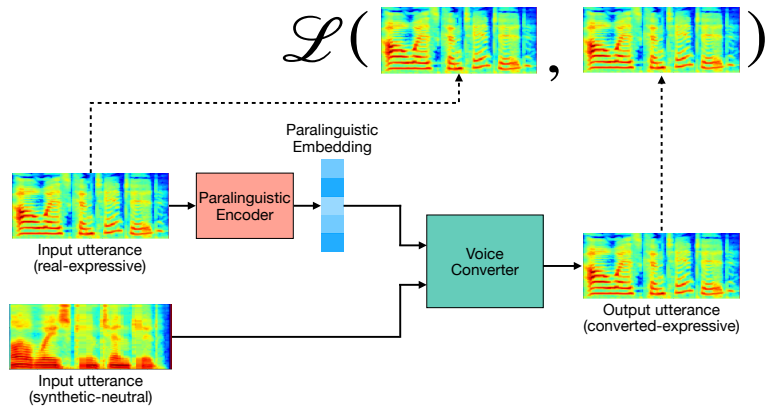 ℒ( , )
Paralinguistic
Embedding
Paralinguistic
Encoder
Input utterance
(real-expressive)
Voice
Converter
Output utterance
(converted-expressive)
Input utterance
(synthetic-neutral)